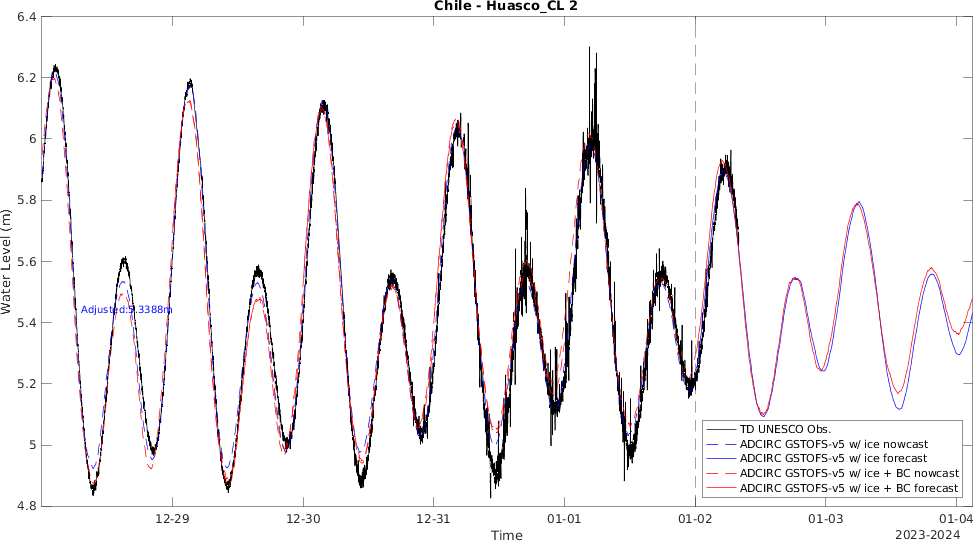 Chile - Huasco_CL 2
6.4
6.2
6
5.8
5.6
5.4
5.2
5
4.8
Water Level (m)
Adjusted:5.3388m
TD UNESCO Obs.
ADCIRC GSTOFS-v5 w/ ice nowcast
ADCIRC GSTOFS-v5 w/ ice forecast
ADCIRC GSTOFS-v5 w/ ice + BC nowcast
ADCIRC GSTOFS-v5 w/ ice + BC forecast
12-29 12-30 12-31 01-01 01-02 01-03 01-04
Time
2023-2024